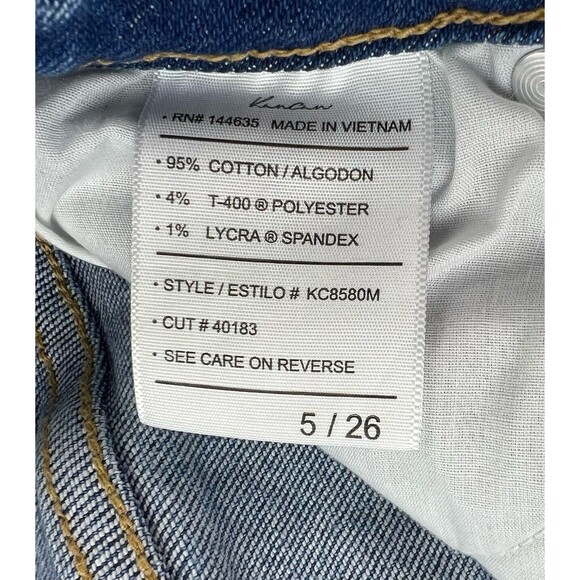 KanCan
• RN# 144635 MADE IN VIETNAM
• 95% COTTON / ALGODON
• 4% T-400 ® POLYESTER
• 1% LYCRA ® SPANDEX
• STYLE / ESTILO # KC8580M
• CUT # 40183
• SEE CARE ON REVERSE
5 / 26